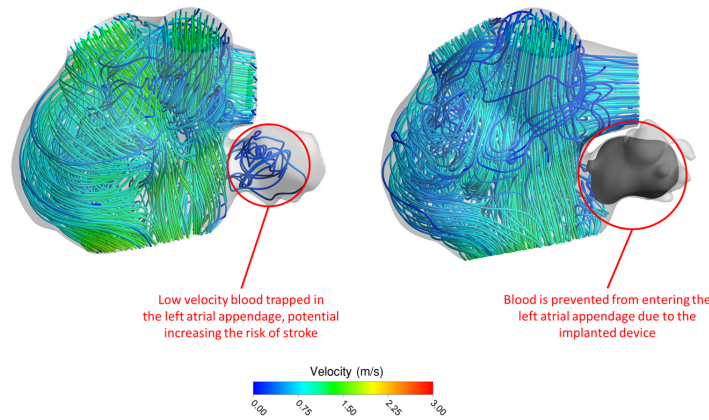 Low velocity blood trapped in
the left atrial appendage, potential
increasing the risk of stroke
Blood is prevented from entering the
left atrial appendage due to the
implanted device
Velocity (m/s)
0.00 0.75 1.50 2.25 3.00